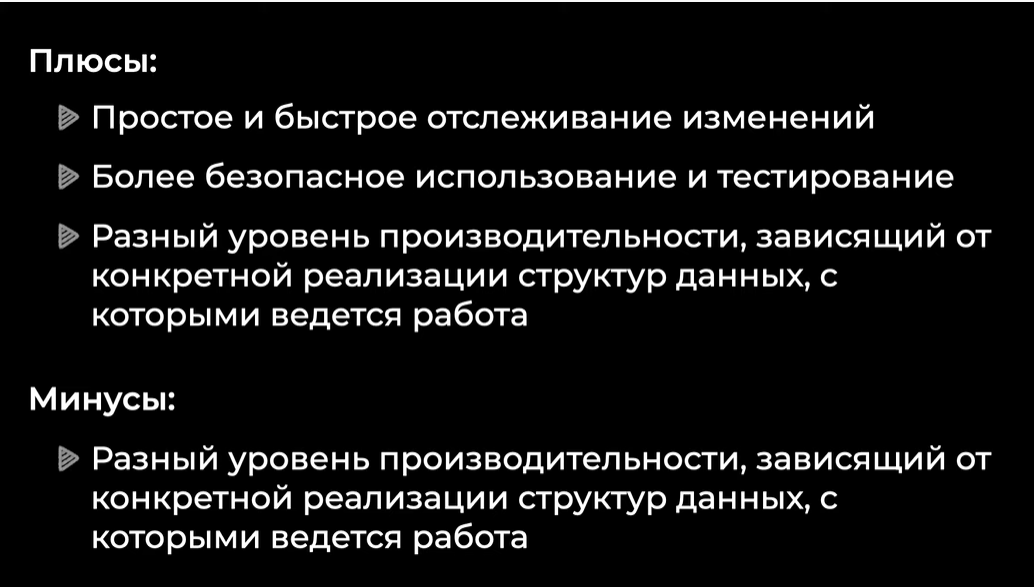 Плюсы:
Простое и быстрое отслеживание изменений
Более безопасное использование и тестирование
Разный уровень производительности, зависящий от
конкретной реализации структур данных, с
которыми ведется работа
Минусы:
Разный уровень производительности, зависящий от
конкретной реализации структур данных, с
которыми ведется работа